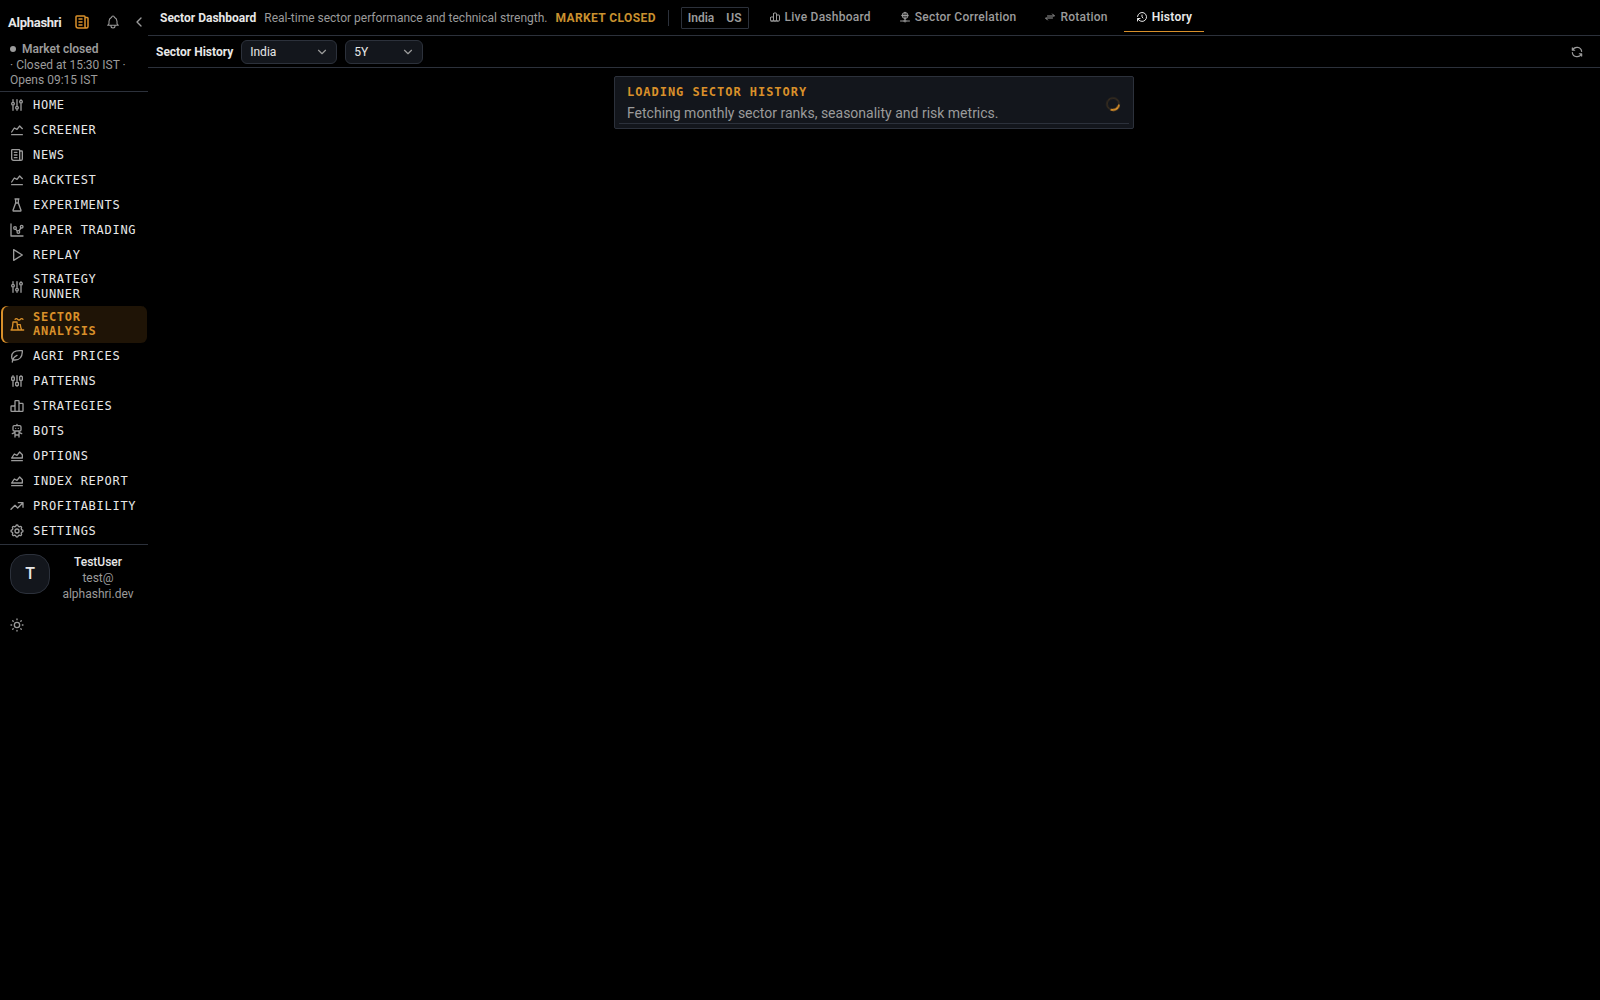 Alphashri
Market closed
· Closed at 15:30 IST ·
Opens 09:15 IST
HOME
SCREENER
NEWS
BACKTEST
EXPERIMENTS
PAPER TRADING
REPLAY
STRATEGY
RUNNER
SECTOR
ANALYSIS
AGRI PRICES
PATTERNS
STRATEGIES
BOTS
OPTIONS
INDEX REPORT
PROFITABILITY
SETTINGS
T
TestUser
test@
alphashri.dev
Sector Dashboard Real-time sector performance and technical strength. MARKET CLOSED India US Live Dashboard Sector Correlation Rotation History
Sector History India 5Y
LOADING SECTOR HISTORY
Fetching monthly sector ranks, seasonality and risk metrics.